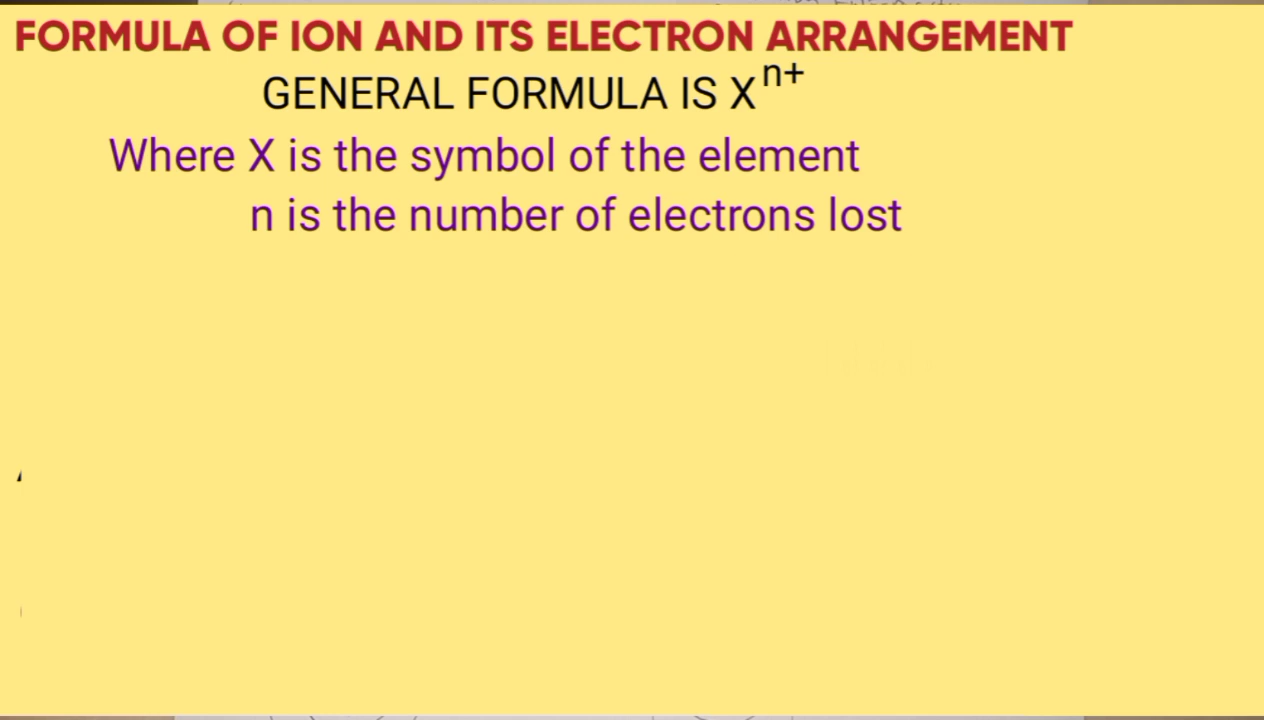 FORMULA OF ION AND ITS ELECTRON ARRANGEMENT
GENERAL FORMULA IS Xⁿ⁺
Where X is the symbol of the element
n is the number of electrons lost